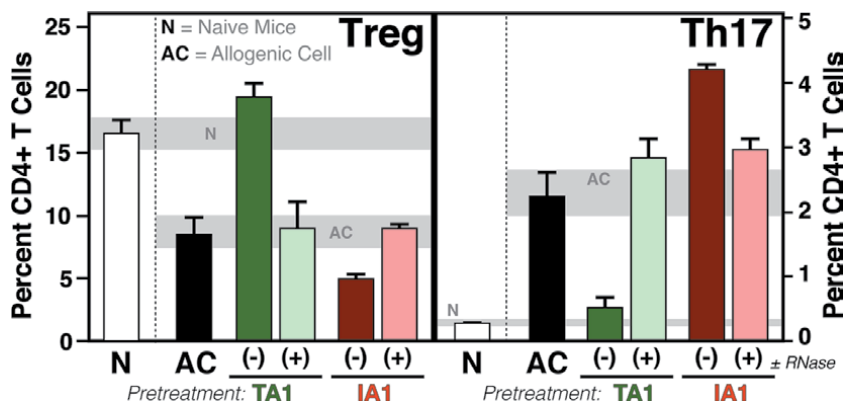 Treg
Th17
N = Naive Mice
AC = Allogenic Cell
Percent CD4+ T Cells
25
20
15
10
5
0
N
AC
N
AC
(-) (+) (-) (+)
Pretreatment: TA1 IA1
N
AC
5
4
3
2
1
0
Percent CD4+ T Cells
N
AC
(-) (+) (-) (+) ± RNase
Pretreatment: TA1 IA1